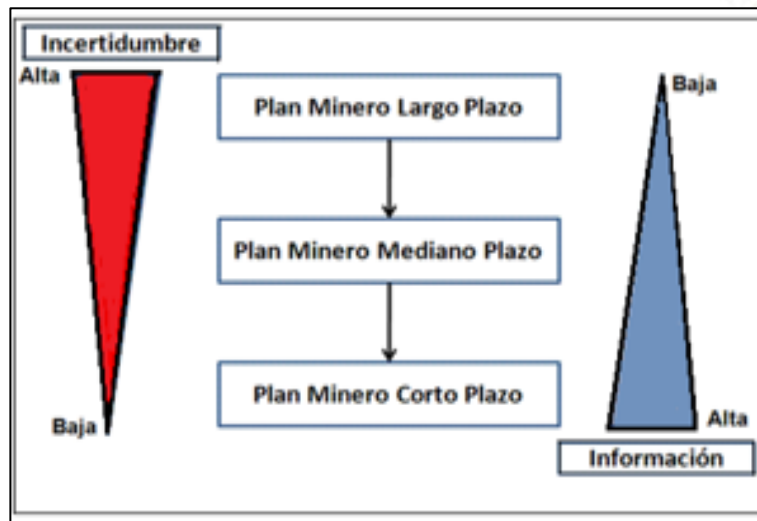 Incertidumbre
Alta
Plan Minero Largo Plazo
Baja
Plan Minero Mediano Plazo
Plan Minero Corto Plazo
Baja
Alta
Información